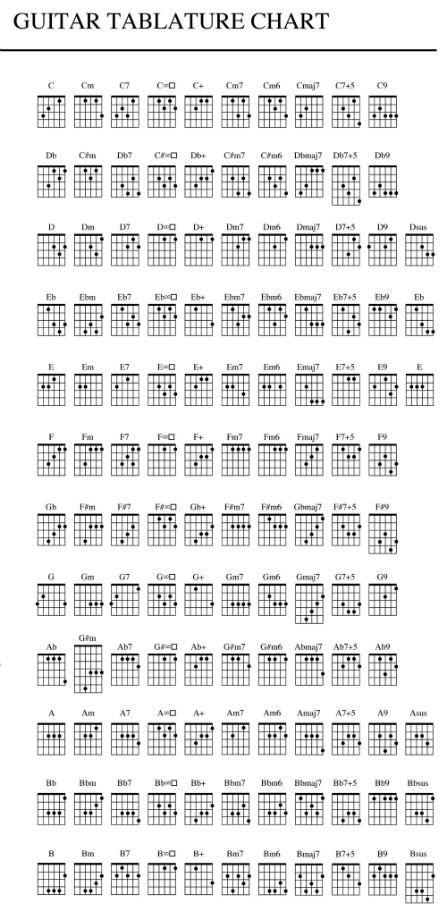 GUITAR TABLATURE CHART
C Cm C7 C∞□ C+ Cm7 Cm6 Cmaj7 C7+5 C9
Db C#m Db7 C#∞□ Db+ C#m7 C#m6 Dbmaj7 Db7+5 Db9
D Dm D7 D∞□ D+ Dm7 Dm6 Dmaj7 D7+5 D9 Dsus
Eb Ebm Eb7 Eb∞□ Eb+ Ebm7 Ebm6 Ebmaj7 Eb7+5 Eb9 Eb
E Em E7 E∞□ E+ Em7 Em6 Emaj7 E7+5 E9 E
F Fm F7 F∞□ F+ Fm7 Fm6 Fmaj7 F7+5 F9
Gb F#m F#7 F#∞□ Gb+ F#m7 F#m6 Gbmaj7 F#7+5 F#9
G Gm G7 G∞□ G+ Gm7 Gm6 Gmaj7 G7+5 G9
Ab G#m Ab7 G#∞□ Ab+ G#m7 G#m6 Abmaj7 Ab7+5 Ab9
A Am A7 A∞□ A+ Am7 Am6 Amaj7 A7+5 A9 Asus
Bb Bbm Bb7 Bb∞□ Bb+ Bbm7 Bbm6 Bbmaj7 Bb7+5 Bb9 Bbsus
B Bm B7 B∞□ B+ Bm7 Bm6 Bmaj7 B7+5 B9 Bsus